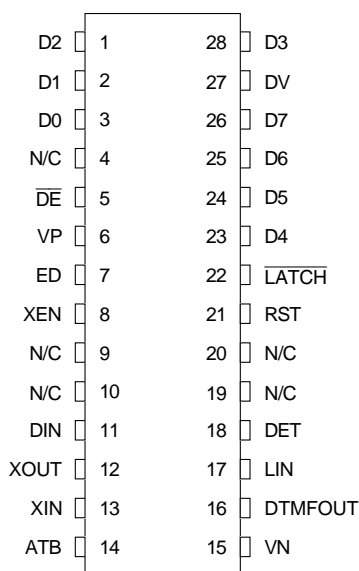 D2 1 28 D3
D1 2 27 DV
D0 3 26 D7
N/C 4 25 D6
D̅E̅ 5 24 D5
VP 6 23 D4
ED 7 22 L̅A̅T̅C̅H̅
XEN 8 21 RST
N/C 9 20 N/C
N/C 10 19 N/C
DIN 11 18 DET
XOUT 12 17 LIN
XIN 13 16 DTMFOUT
ATB 14 15 VN